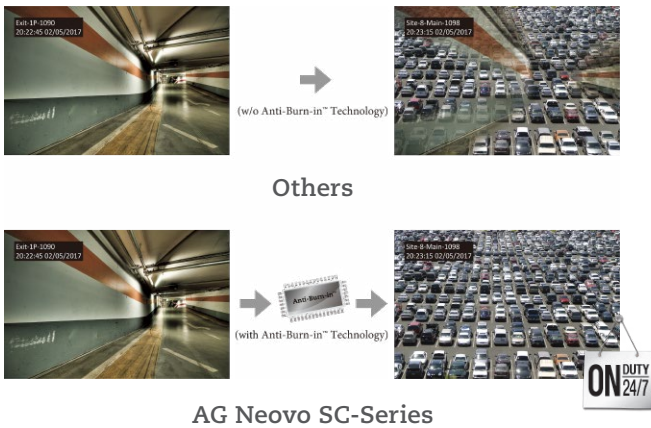 Exit-1P-1090
20:22:45 02/05/2017
(w/o Anti-Burn-in™ Technology)
Site-8-Main-1098
20:23:15 02/05/2017
Others
Exit-1P-1090
20:22:45 02/05/2017
Anti-Burn-in™
(with Anti-Burn-in™ Technology)
Site-8-Main-1098
20:23:15 02/05/2017
ON DUTY 24/7
AG Neovo SC-Series